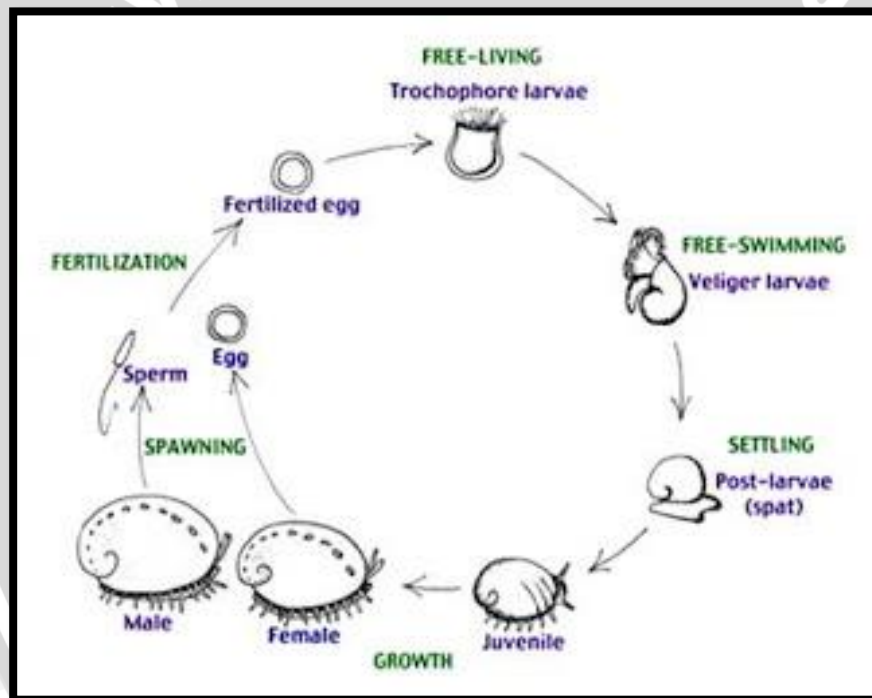 FREE-LIVING
Trochophore larvae
Fertilized egg
FREE-SWIMMING
Veliger larvae
FERTILIZATION
Egg
Sperm
SPAWNING
SETTLING
Post-larvae
(spat)
Male
Female
Juvenile
GROWTH